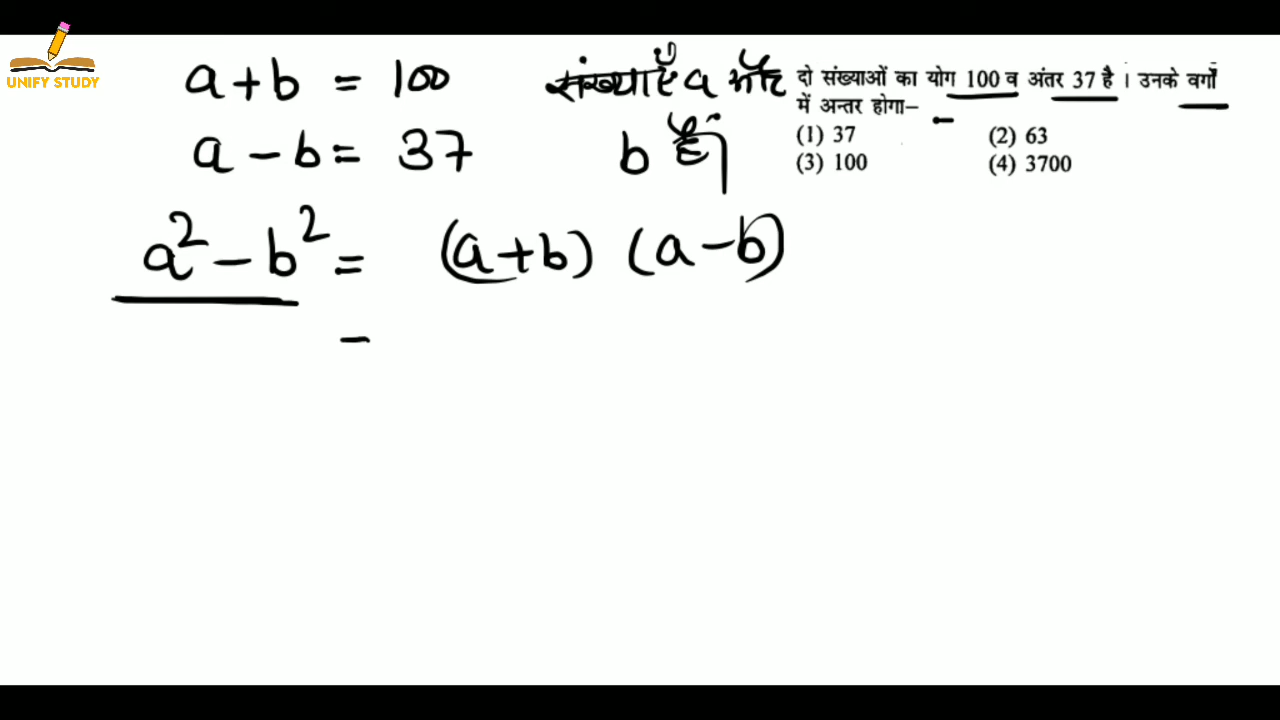 UNIFY STUDY
a + b = 100
संख्याएँ a और
a - b = 37
b हैं।
दो संख्याओं का योग 100 व अंतर 37 है । उनके वर्गों
में अन्तर होगा–
(1) 37 (2) 63
(3) 100 (4) 3700
a² - b² = (a+b) (a-b)
=